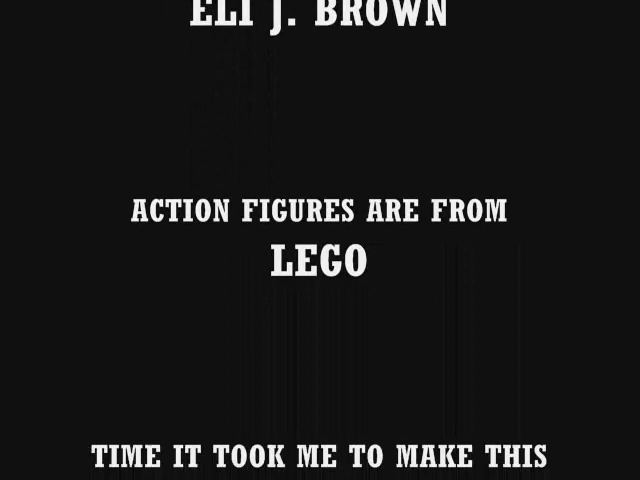 ELI J. BROWN
ACTION FIGURES ARE FROM
LEGO
TIME IT TOOK ME TO MAKE THIS